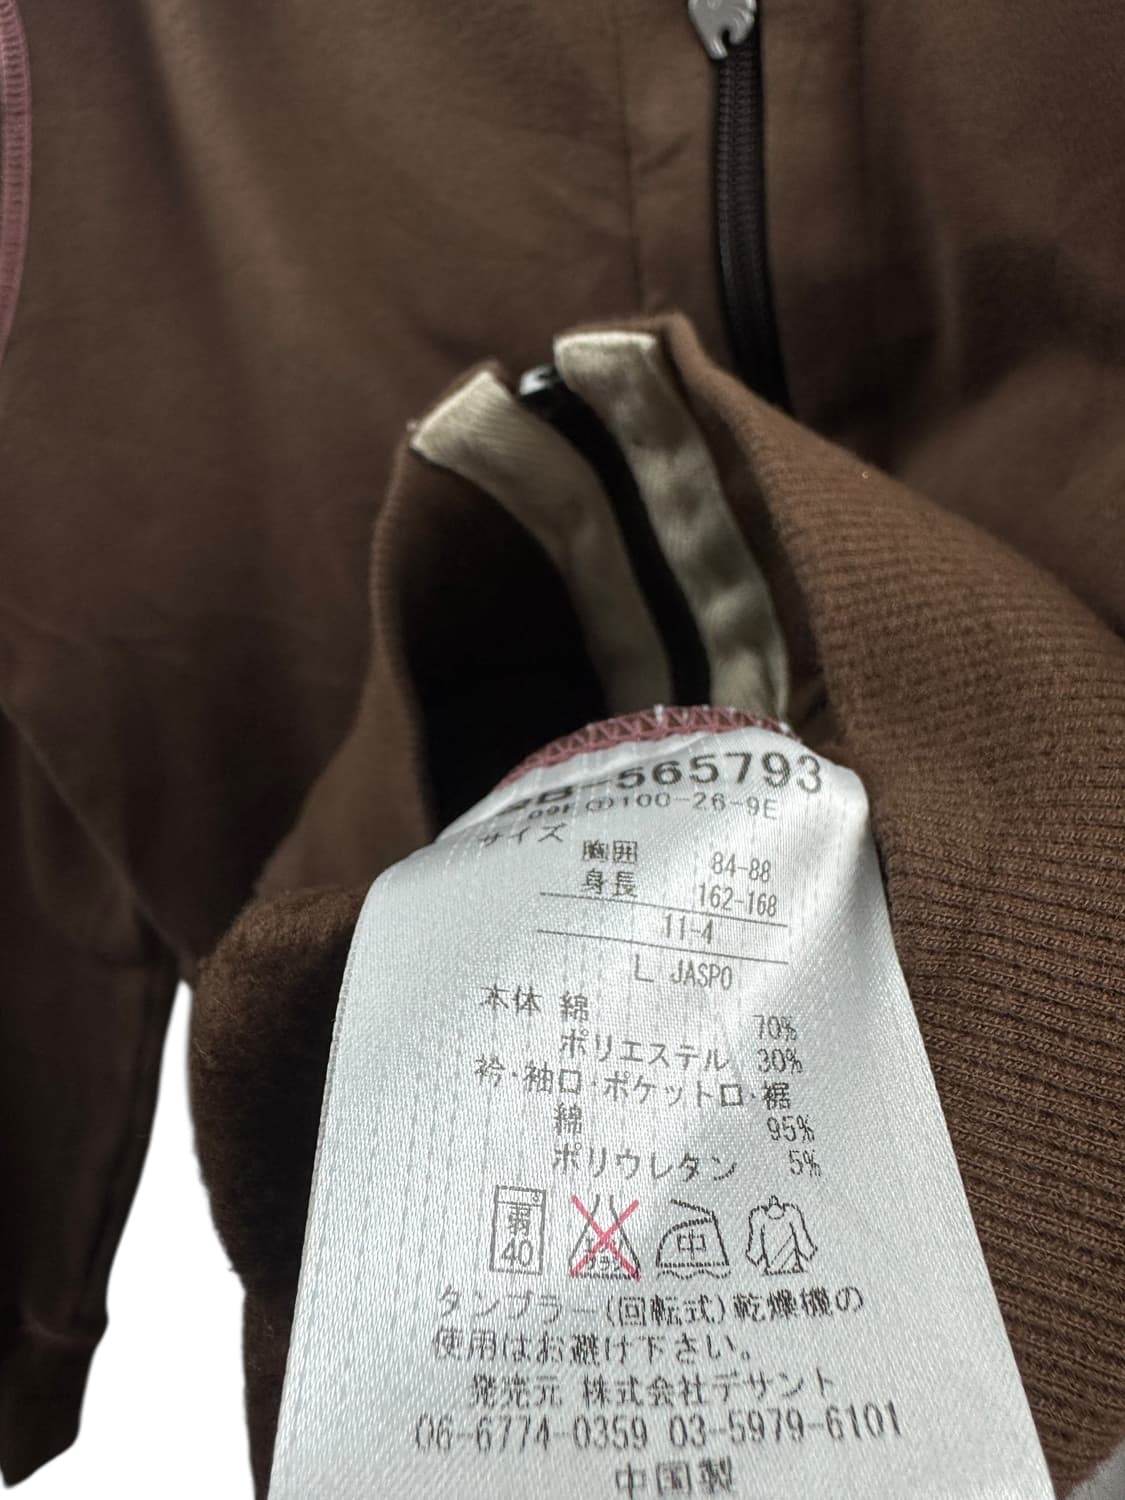 -565793
100-26-9E
サイズ
胸囲 84-88
身長 162-168
11-4
L JASPO
本体 綿 70%
ポリエステル 30%
衿・袖口・ポケット口・裾
綿 95%
ポリウレタン 5%
弱 40
エンソ
中
タンブラー(回転式)乾燥機の
使用はお避け下さい。
発売元 株式会社デサント
06-6774-0359 03-5979-6101
中国製